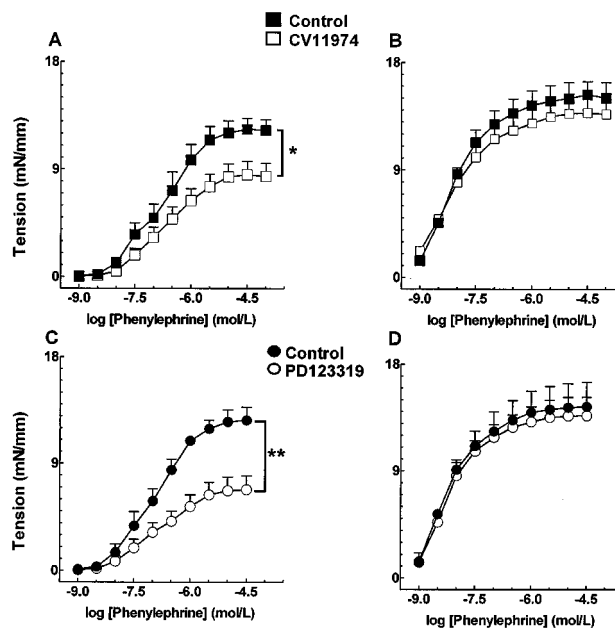 Control
CV11974
A
B
18
9
0
Tension (mN/mm)
*
-9.0 -7.5 -6.0 -4.5
log [Phenylephrine] (mol/L)
18
9
0
-9.0 -7.5 -6.0 -4.5
log [Phenylephrine] (mol/L)
C
D
Control
PD123319
18
9
0
Tension (mN/mm)
**
-9.0 -7.5 -6.0 -4.5
log [Phenylephrine] (mol/L)
18
9
0
-9.0 -7.5 -6.0 -4.5
log [Phenylephrine] (mol/L)